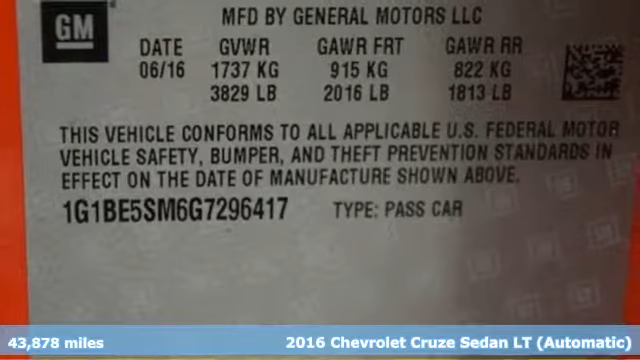 GM
MFD BY GENERAL MOTORS LLC
DATE GVWR GAWR FRT GAWR RR
06/16 1737 KG 915 KG 822 KG
3829 LB 2016 LB 1813 LB
THIS VEHICLE CONFORMS TO ALL APPLICABLE U.S. FEDERAL MOTOR
VEHICLE SAFETY, BUMPER, AND THEFT PREVENTION STANDARDS IN
EFFECT ON THE DATE OF MANUFACTURE SHOWN ABOVE.
1G1BE5SM6G7296417 TYPE: PASS CAR
43,878 miles 2016 Chevrolet Cruze Sedan LT (Automatic)